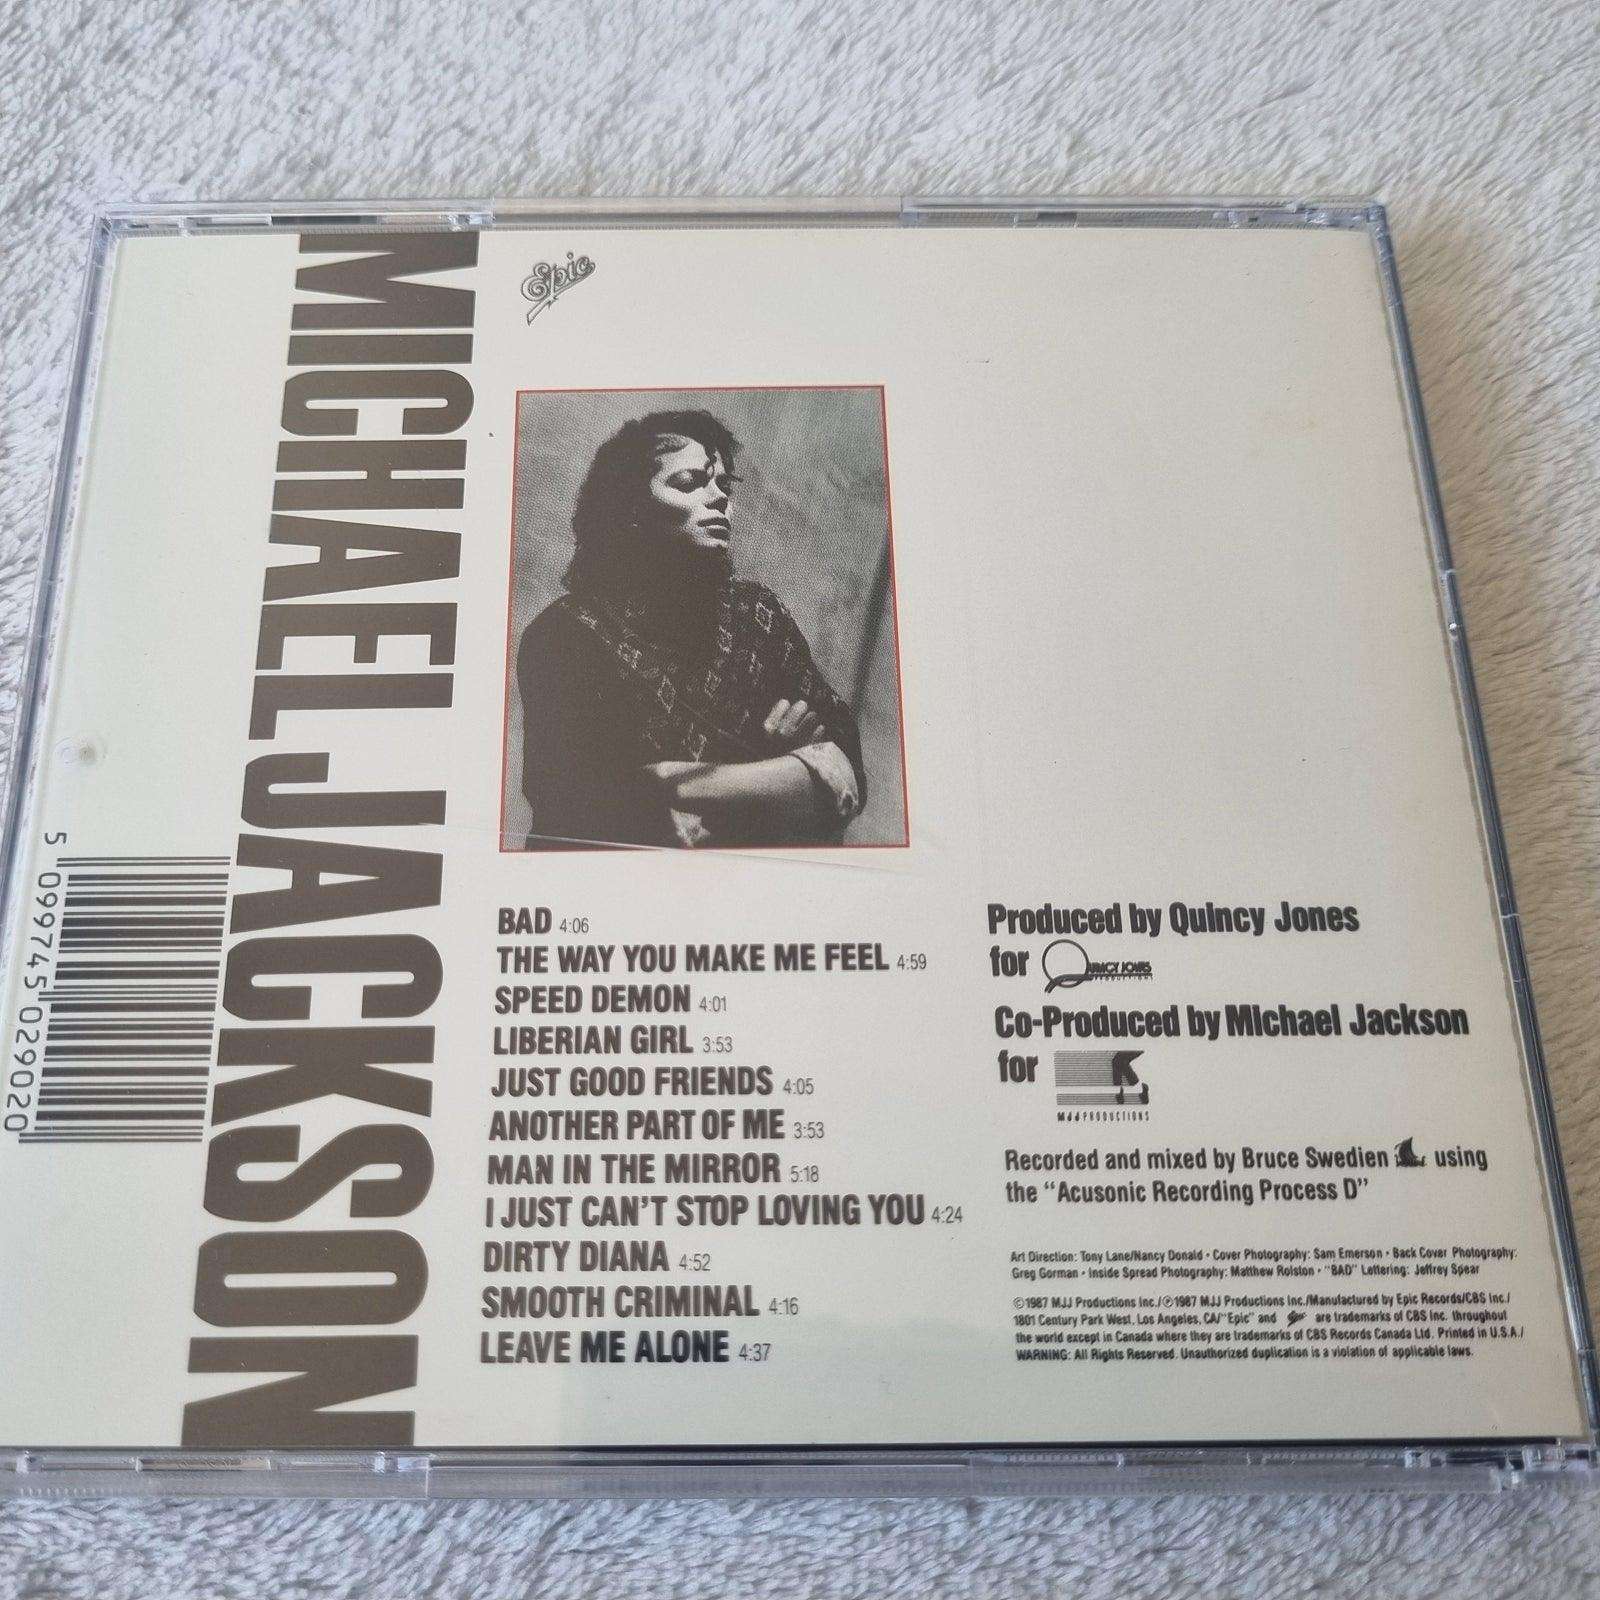 MICHAEL JACKSON
Epic
5 099745 029020
BAD 4:06
THE WAY YOU MAKE ME FEEL 4:59
SPEED DEMON 4:01
LIBERIAN GIRL 3:53
JUST GOOD FRIENDS 4:05
ANOTHER PART OF ME 3:53
MAN IN THE MIRROR 5:18
I JUST CAN'T STOP LOVING YOU 4:24
DIRTY DIANA 4:52
SMOOTH CRIMINAL 4:16
LEAVE ME ALONE 4:37
Produced by Quincy Jones
for QUINCY JONES
PRODUCTIONS
Co-Produced by Michael Jackson
for
MJJ PRODUCTIONS
Recorded and mixed by Bruce Swedien using
the “Acusonic Recording Process D”
Art Direction: Tony Lane/Nancy Donald • Cover Photography: Sam Emerson • Back Cover Photography:
Greg Gorman • Inside Spread Photography: Matthew Rolston • “BAD” Lettering: Jeffrey Spear
©1987 MJJ Productions Inc./℗1987 MJJ Productions Inc./Manufactured by Epic Records/CBS Inc./
1801 Century Park West, Los Angeles, CA/“Epic” and Epic are trademarks of CBS Inc. throughout
the world except in Canada where they are trademarks of CBS Records Canada Ltd. Printed in U.S.A./
WARNING: All Rights Reserved. Unauthorized duplication is a violation of applicable laws.